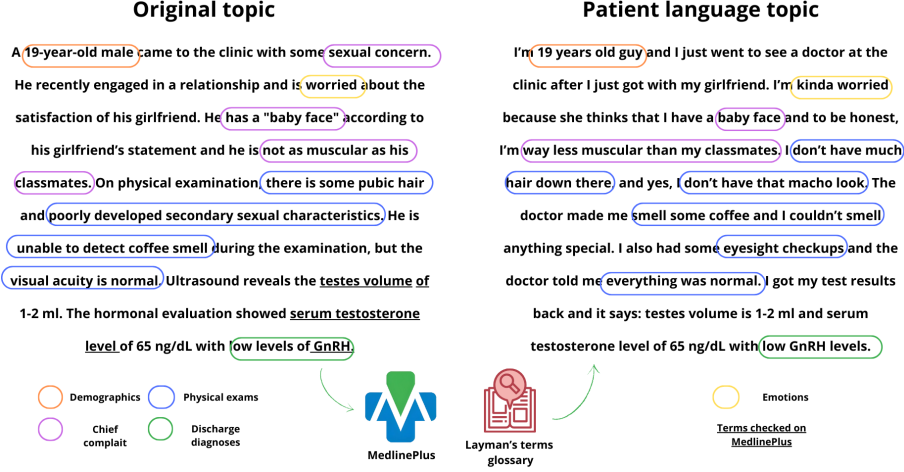 Original topic
A 19-year-old male came to the clinic with some sexual concern.
He recently engaged in a relationship and is worried about the
satisfaction of his girlfriend. He has a "baby face" according to
his girlfriend's statement and he is not as muscular as his
classmates. On physical examination, there is some pubic hair
and poorly developed secondary sexual characteristics. He is
unable to detect coffee smell during the examination, but the
visual acuity is normal. Ultrasound reveals the testes volume of
1-2 ml. The hormonal evaluation showed serum testosterone
level of 65 ng/dL with low levels of GnRH.
Patient language topic
I'm 19 years old guy and I just went to see a doctor at the
clinic after I just got with my girlfriend. I'm kinda worried
because she thinks that I have a baby face and to be honest,
I'm way less muscular than my classmates. I don't have much
hair down there, and yes, I don't have that macho look. The
doctor made me smell some coffee and I couldn't smell
anything special. I also had some eyesight checkups and the
doctor told me everything was normal. I got my test results
back and it says: testes volume is 1-2 ml and serum
testosterone level of 65 ng/dL with low GnRH levels.
Demographics
Physical exams
Chief
complait
Discharge
diagnoses
MedlinePlus
Layman's terms
glossary
Emotions
Terms checked on
MedlinePlus